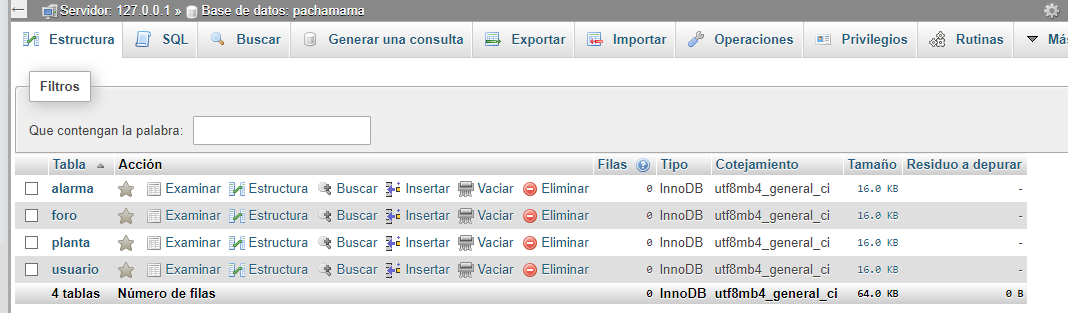 Servidor: 127.0.0.1 » Base de datos: pachamama
Estructura SQL Buscar Generar una consulta Exportar Importar Operaciones Privilegios Rutinas Más
Filtros
Que contengan la palabra:
Tabla Acción Filas Tipo Cotejamiento Tamaño Residuo a depurar
alarma Examinar Estructura Buscar Insertar Vaciar Eliminar 0 InnoDB utf8mb4_general_ci 16.0 KB -
foro Examinar Estructura Buscar Insertar Vaciar Eliminar 0 InnoDB utf8mb4_general_ci 16.0 KB -
planta Examinar Estructura Buscar Insertar Vaciar Eliminar 0 InnoDB utf8mb4_general_ci 16.0 KB -
usuario Examinar Estructura Buscar Insertar Vaciar Eliminar 0 InnoDB utf8mb4_general_ci 16.0 KB -
4 tablas Número de filas 0 InnoDB utf8mb4_general_ci 64.0 KB 0 B